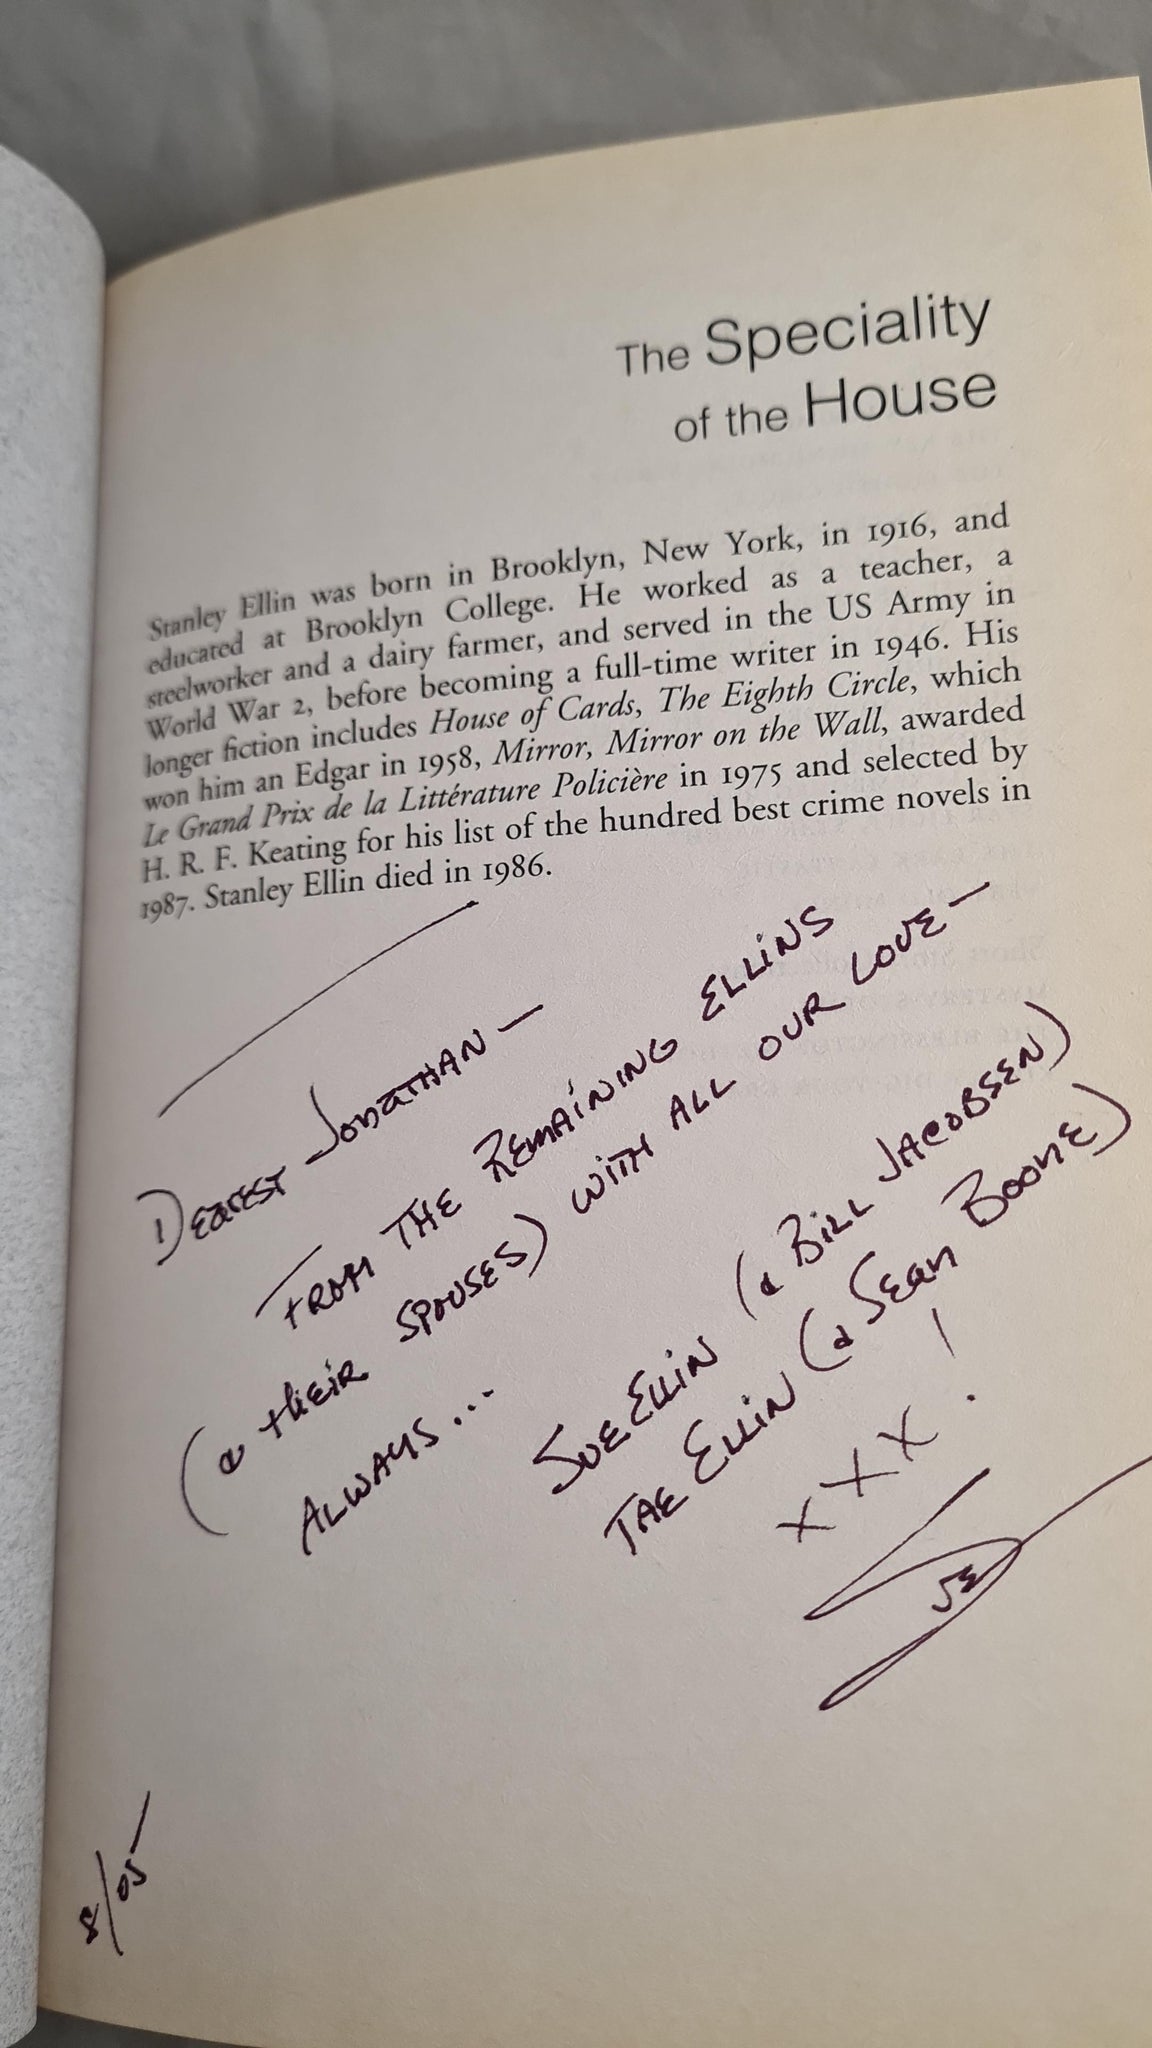 The Speciality
of the House
Stanley Ellin was born in Brooklyn, New York, in 1916, and
educated at Brooklyn College. He worked as a teacher, a
steelworker and a dairy farmer, and served in the US Army in
World War 2, before becoming a full-time writer in 1946. His
longer fiction includes House of Cards, The Eighth Circle, which
won him an Edgar in 1958, Mirror, Mirror on the Wall, awarded
Le Grand Prix de la Littérature Policière in 1975 and selected by
H. R. F. Keating for his list of the hundred best crime novels in
1987. Stanley Ellin died in 1986.
DEAREST JONATHAN —
FROM THE REMAINING ELLINS
(& THEIR SPOUSES) WITH ALL OUR LOVE —
ALWAYS...
SUE ELLIN (& BILL JACOBSEN)
TAE ELLIN (& SEAN BOONE)
XXX !
SE
8/05